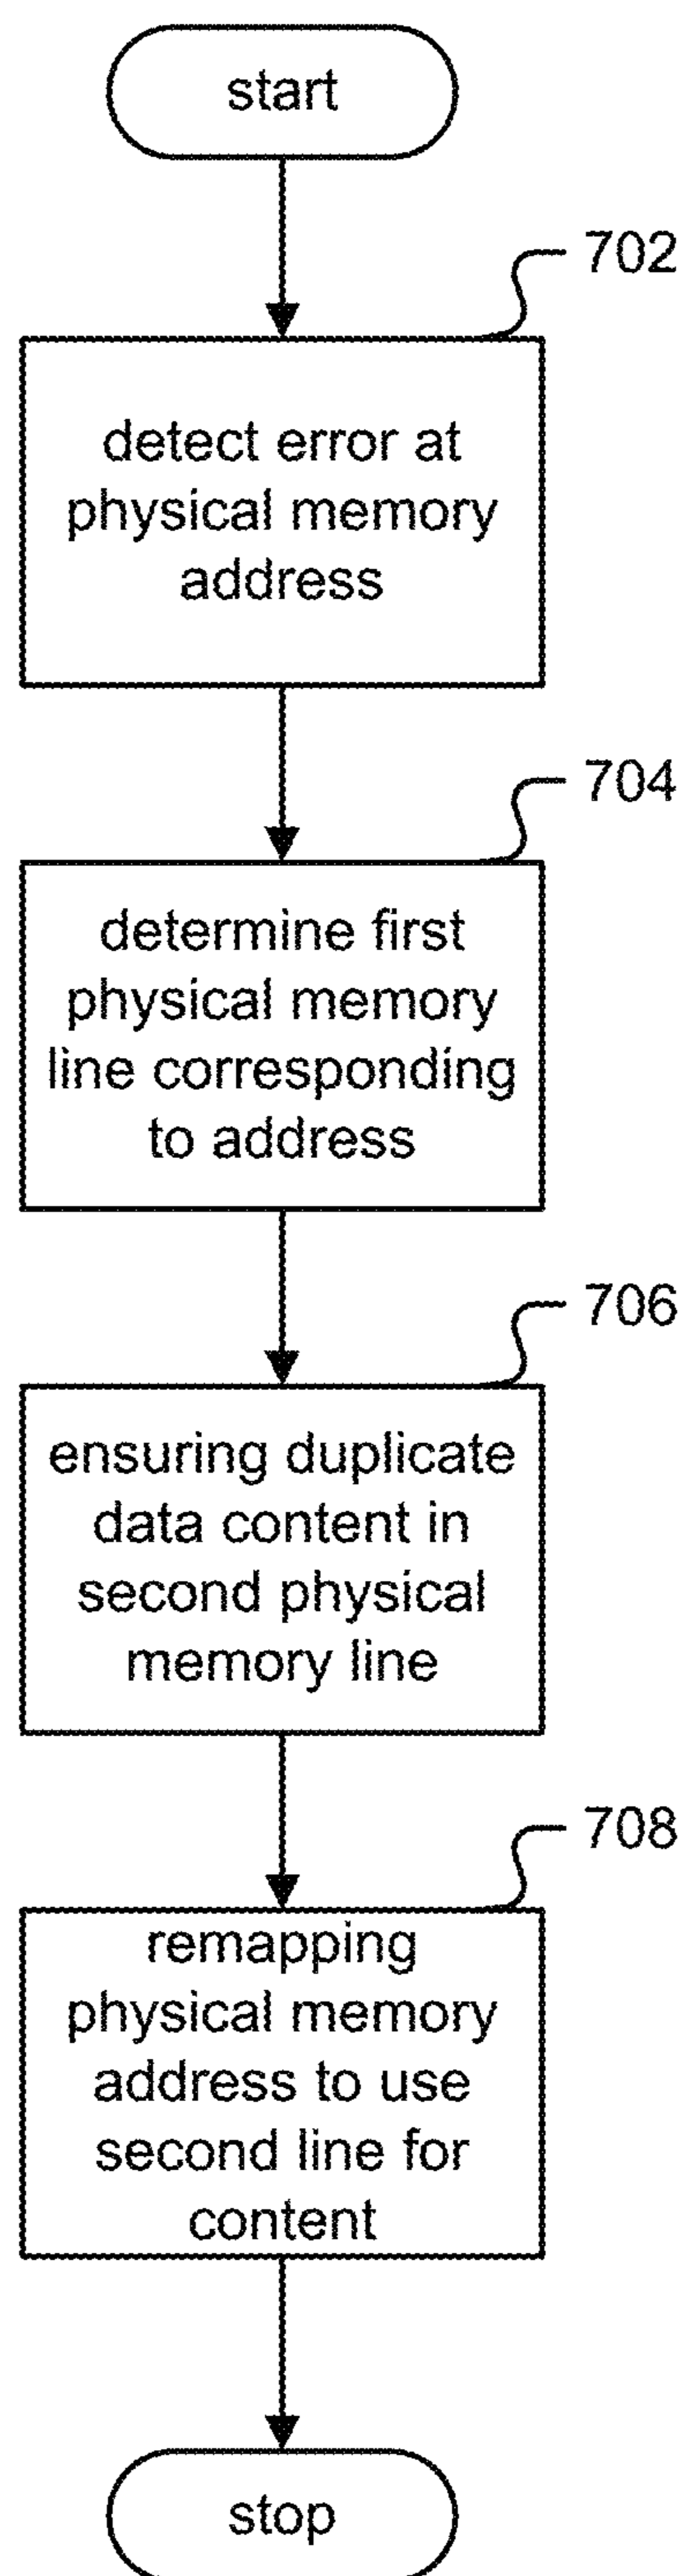 start
702
detect error at
physical memory
address
704
determine first
physical memory
line corresponding
to address
706
ensuring duplicate
data content in
second physical
memory line
708
remapping
physical memory
address to use
second line for
content
stop